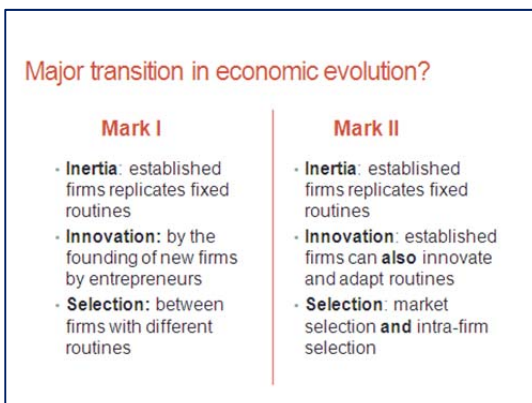 Major transition in economic evolution?
Mark I
• Inertia: established
firms replicates fixed
routines
• Innovation: by the
founding of new firms
by entrepreneurs
• Selection: between
firms with different
routines
Mark II
• Inertia: established
firms replicates fixed
routines
• Innovation: established
firms can also innovate
and adapt routines
• Selection: market
selection and intra-firm
selection